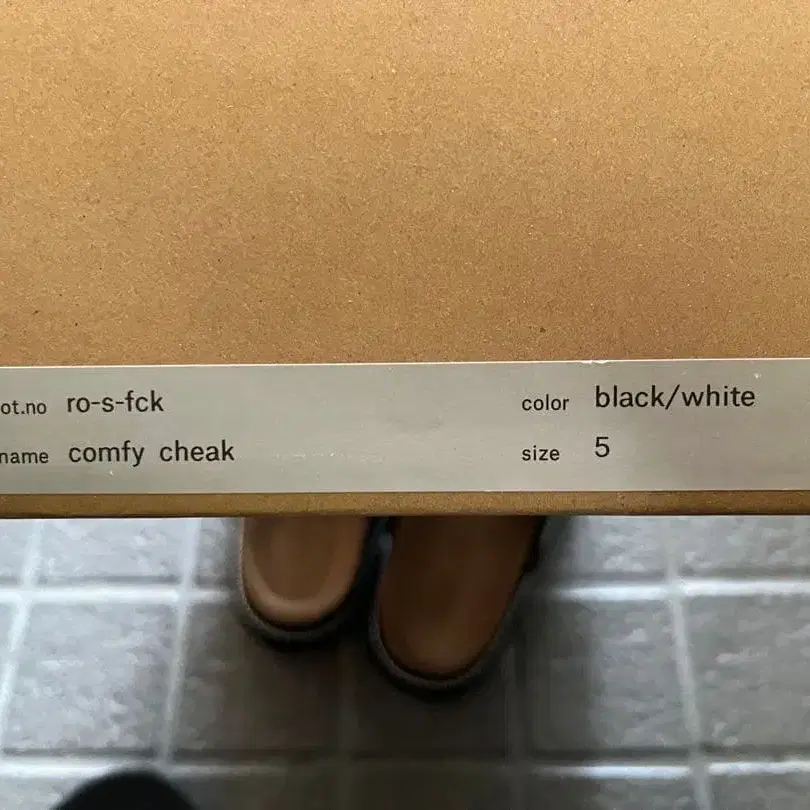 ot.no ro-s-fck color black/white
name comfy cheak size 5